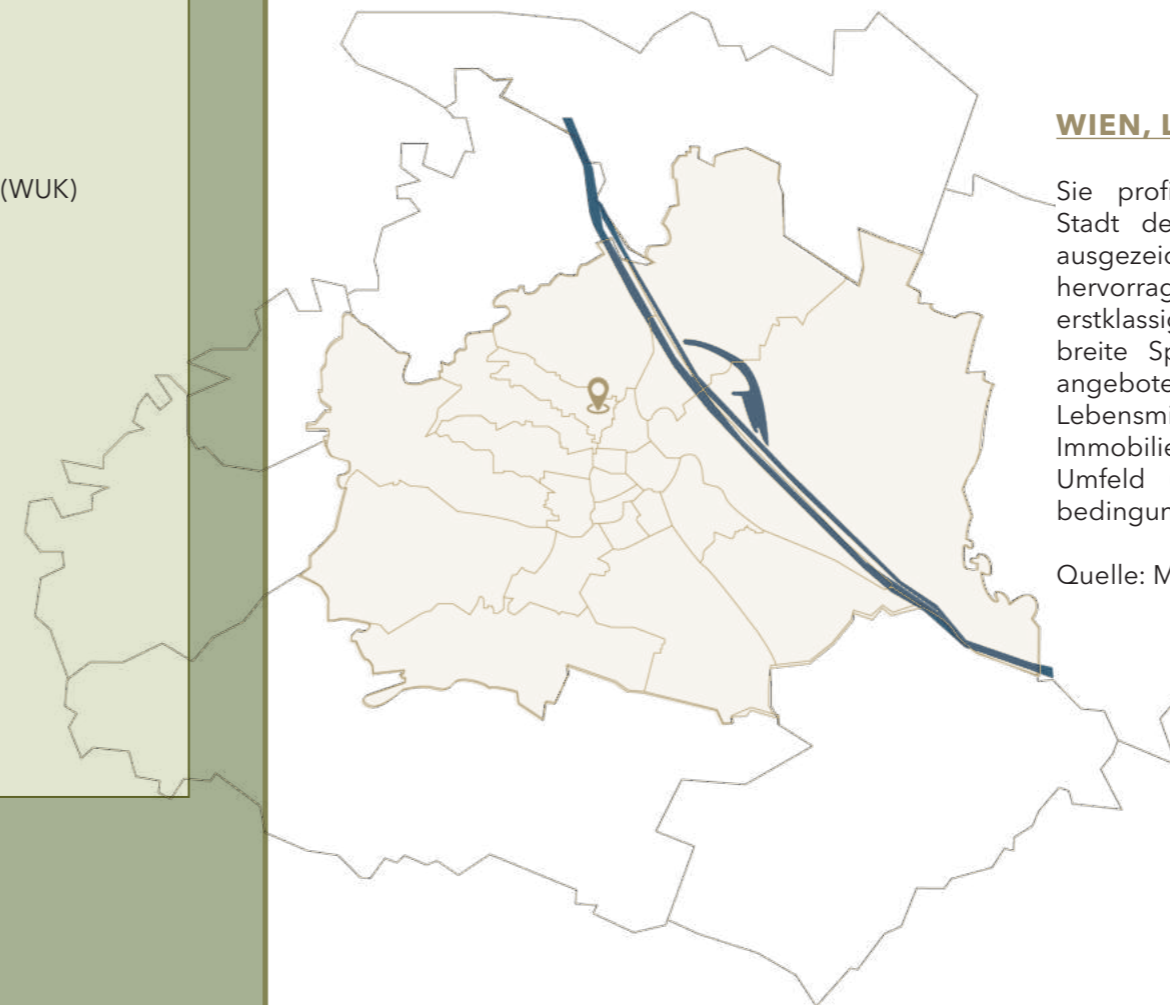 (WUK)
WIEN, L
Sie profi
Stadt de
ausgezeic
hervorrag
erstklassig
breite Sp
angebote
Lebensmi
Immobilie
Umfeld
bedingun
Quelle: M